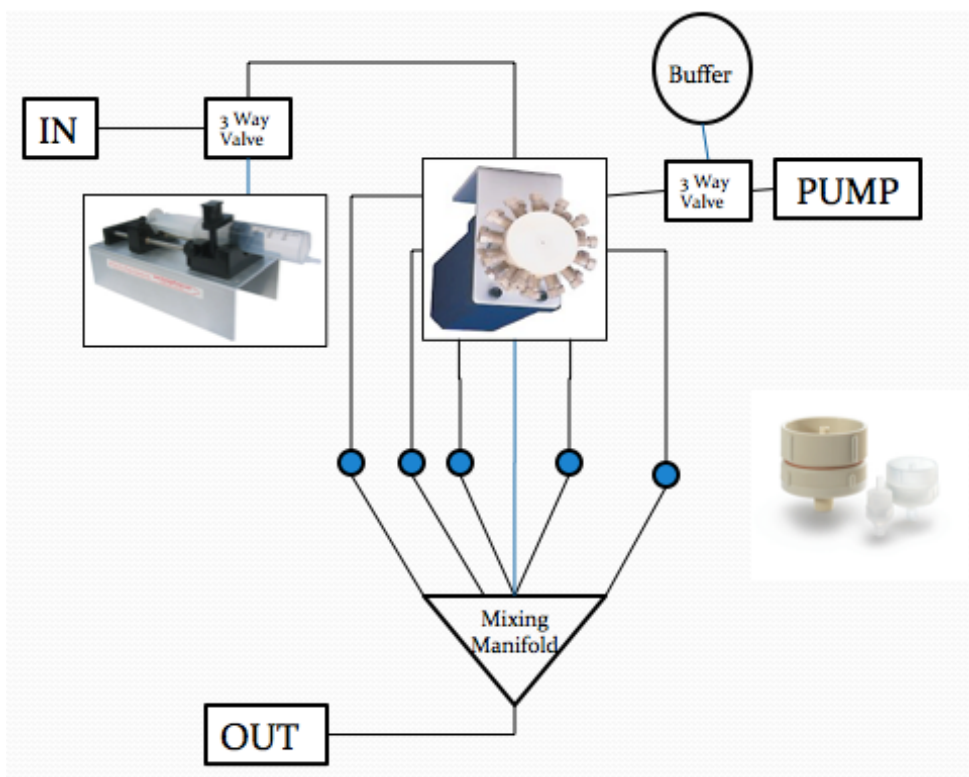 Buffer
IN
3 Way
Valve
3 Way
Valve
PUMP
Mixing
Manifold
OUT